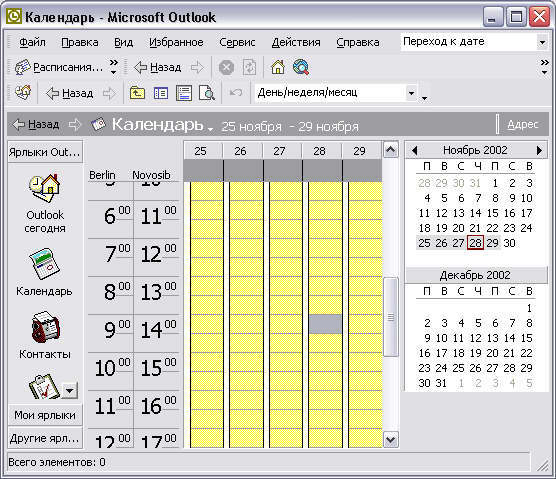 Календарь - Microsoft Outlook
Файл Правка Вид Избранное Сервис Действия Справка Переход к дате
Расписания... Назад
Назад День/неделя/месяц
Назад Календарь 25 ноября - 29 ноября Адрес
Ярлыки Out...
Outlook сегодня
Календарь
Контакты
Мои ярлыки
Другие ярл...
25 26 27 28 29
Berlin Novosib
6 00 11 00
7 00 12 00
8 00 13 00
9 00 14 00
10 00 15 00
11 00 16 00
12 00 17 00
Ноябрь 2002
П В С Ч П С В
28 29 30 31 1 2 3
4 5 6 7 8 9 10
11 12 13 14 15 16 17
18 19 20 21 22 23 24
25 26 27 28 29 30
Декабрь 2002
П В С Ч П С В
1
2 3 4 5 6 7 8
9 10 11 12 13 14 15
16 17 18 19 20 21 22
23 24 25 26 27 28 29
30 31 1 2 3 4 5
Всего элементов: 0